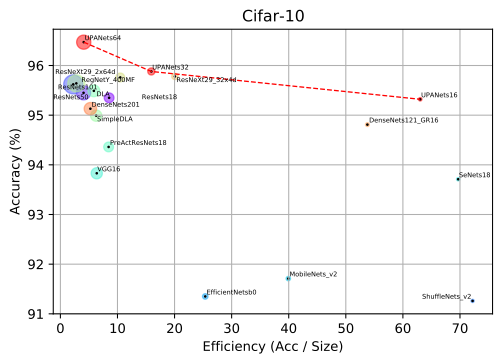 Cifar-10
UPANets64
UPANets32
ResNeXt29_2x64d
RegNetY_400MF
ResNeXt29_32x4d
ResNets101
DLA
ResNets50
ResNets18
UPANets16
DenseNets201
SimpleDLA
DenseNets121_GR16
PreActResNets18
VGG16
SeNets18
MobileNets_v2
EfficientNetsb0
ShuffleNets_v2
96
95
94
93
92
91
Accuracy (%)
0 10 20 30 40 50 60 70
Efficiency (Acc / Size)